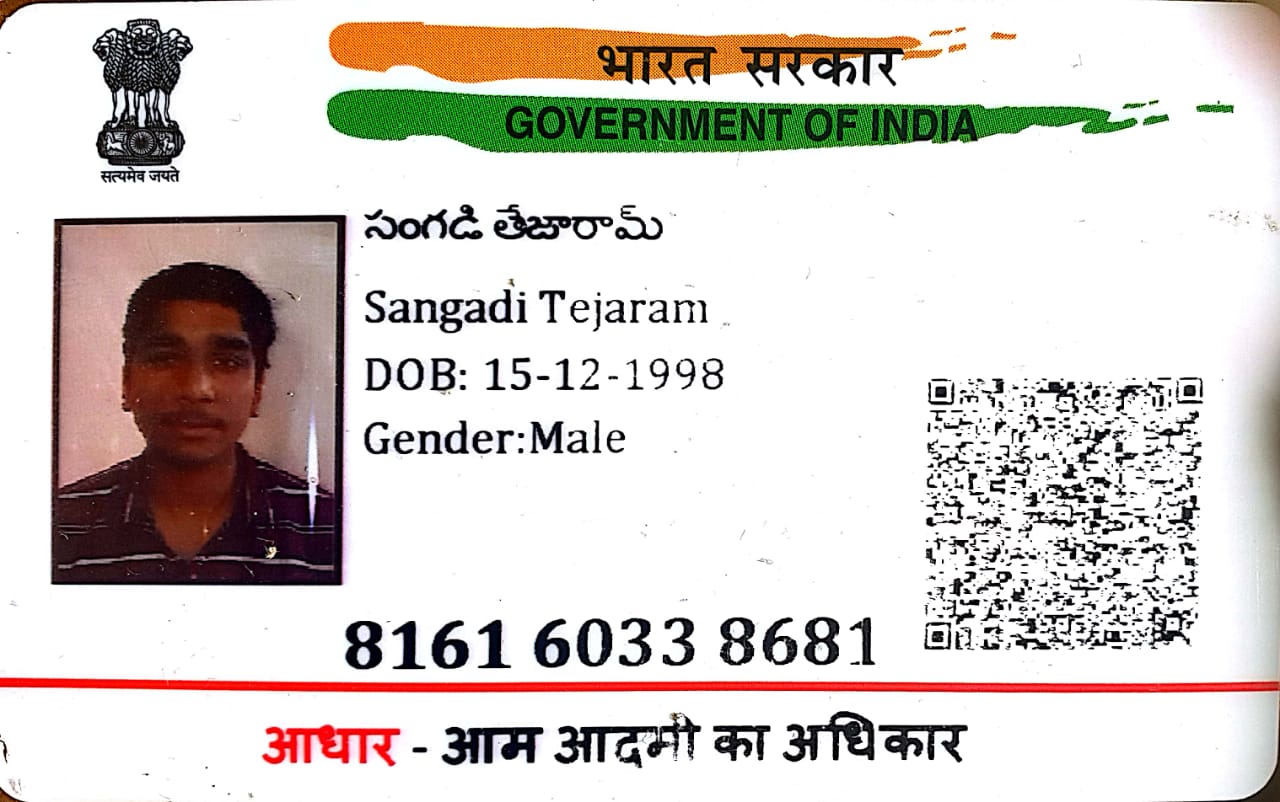 सत्यमेव जयते
भारत सरकार
GOVERNMENT OF INDIA
సంగడి తేజారామ్
Sangadi Tejaram
DOB: 15-12-1998
Gender:Male
8161 6033 8681
आधार - आम आदमी का अधिकार